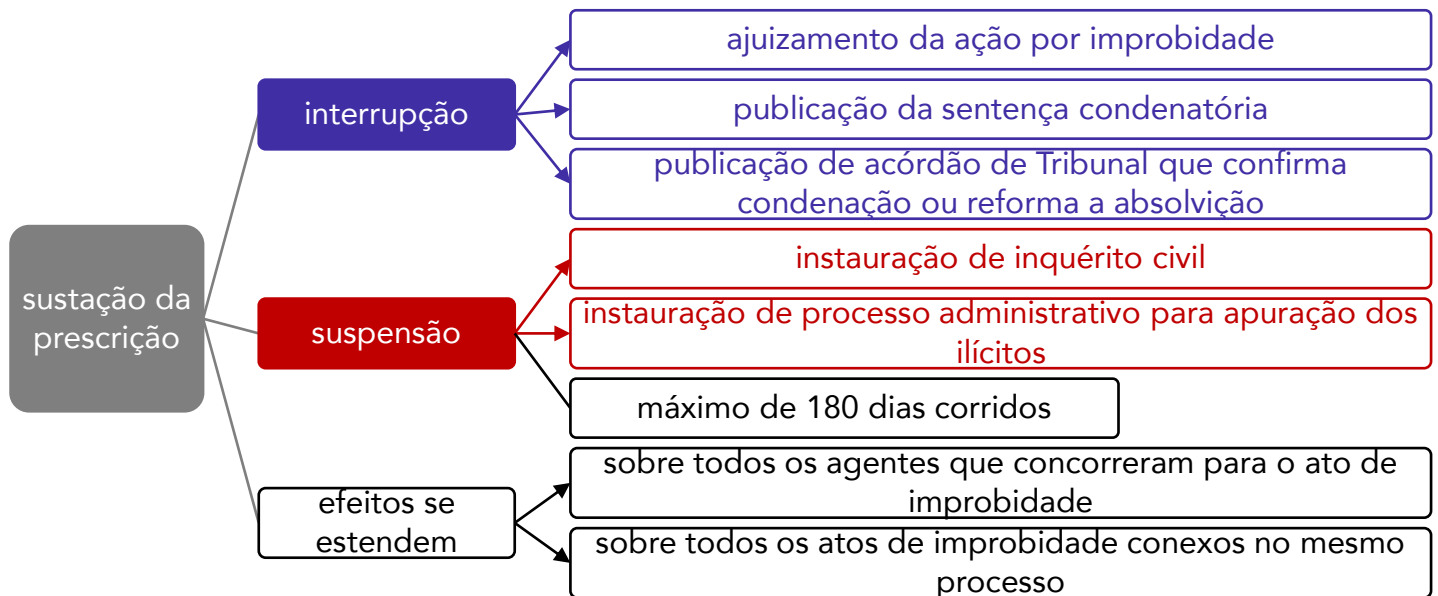 sustação da
prescrição
interrupção
ajuizamento da ação por improbidade
publicação da sentença condenatória
publicação de acórdão de Tribunal que confirma
condenação ou reforma a absolvição
suspensão
instauração de inquérito civil
instauração de processo administrativo para apuração dos
ilícitos
máximo de 180 dias corridos
efeitos se
estendem
sobre todos os agentes que concorreram para o ato de
improbidade
sobre todos os atos de improbidade conexos no mesmo
processo